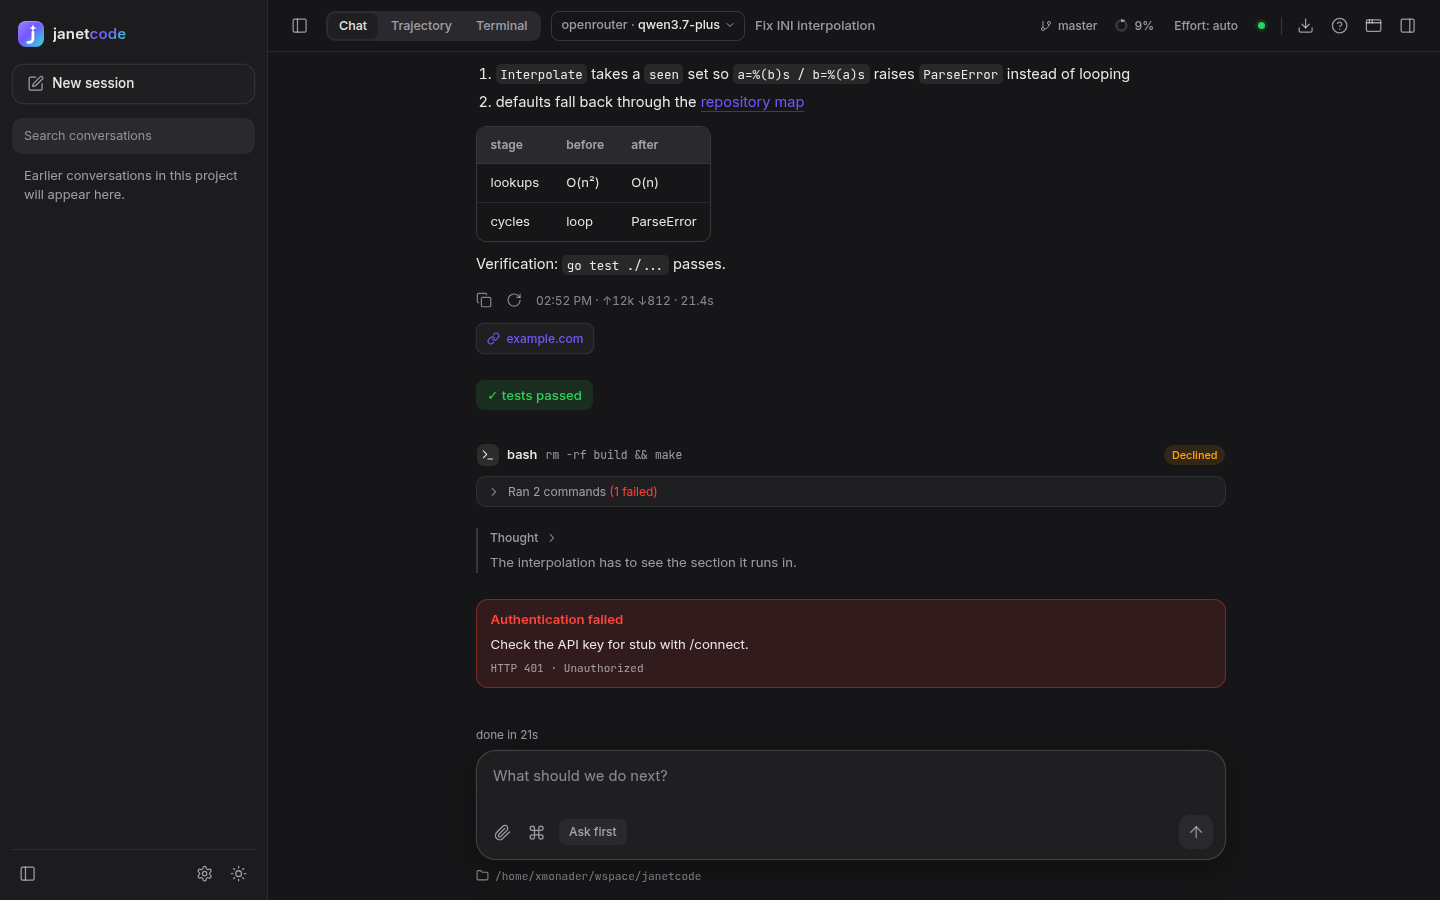 janetcode
New session
Search conversations
Earlier conversations in this project
will appear here.
Chat
Trajectory
Terminal
openrouter · qwen3.7-plus
Fix INI interpolation
master
9%
Effort: auto
1. Interpolate takes a seen set so a=%(b)s / b=%(a)s raises ParseError instead of looping
2. defaults fall back through the repository map
stage before after
lookups O(n²) O(n)
cycles loop ParseError
Verification: go test ./... passes.
02:52 PM · ↑12k ↓812 · 21.4s
example.com
✓ tests passed
bash rm -rf build && make
Declined
Ran 2 commands (1 failed)
Thought
The interpolation has to see the section it runs in.
Authentication failed
Check the API key for stub with /connect.
HTTP 401 · Unauthorized
done in 21s
What should we do next?
Ask first
/home/xmonader/wspace/janetcode